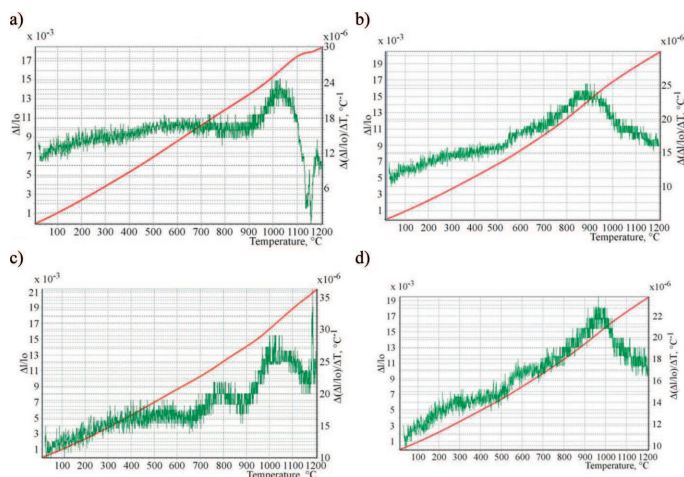 a)
x 10⁻³
x10⁻⁶
Δl/lo
17
15
13
11
9
7
5
3
1
30
24
18
12
6
Δ(Δl/lo)/ΔT, °C⁻¹
100 200 300 400 500 600 700 800 900 1000 1100 1200
Temperature, °C
b)
x 10⁻³
x10⁻⁶
Δl/lo
19
17
15
13
11
9
7
5
3
1
25
20
15
10
Δ(Δl/lo)/ΔT, °C⁻¹
100 200 300 400 500 600 700 800 900 1000 1100 1200
Temperature, °C
c)
x 10⁻³
x10⁻⁶
Δl/lo
21
19
17
15
13
11
9
7
5
3
1
35
30
25
20
15
10
Δ(Δl/lo)/ΔT, °C⁻¹
100 200 300 400 500 600 700 800 900 1000 1100 1200
Temperature, °C
d)
x 10⁻³
x10⁻⁶
Δl/lo
19
17
15
13
11
9
7
5
3
1
22
20
18
16
14
12
10
Δ(Δl/lo)/ΔT, °C⁻¹
100 200 300 400 500 600 700 800 900 1000 1100 1200
Temperature, °C